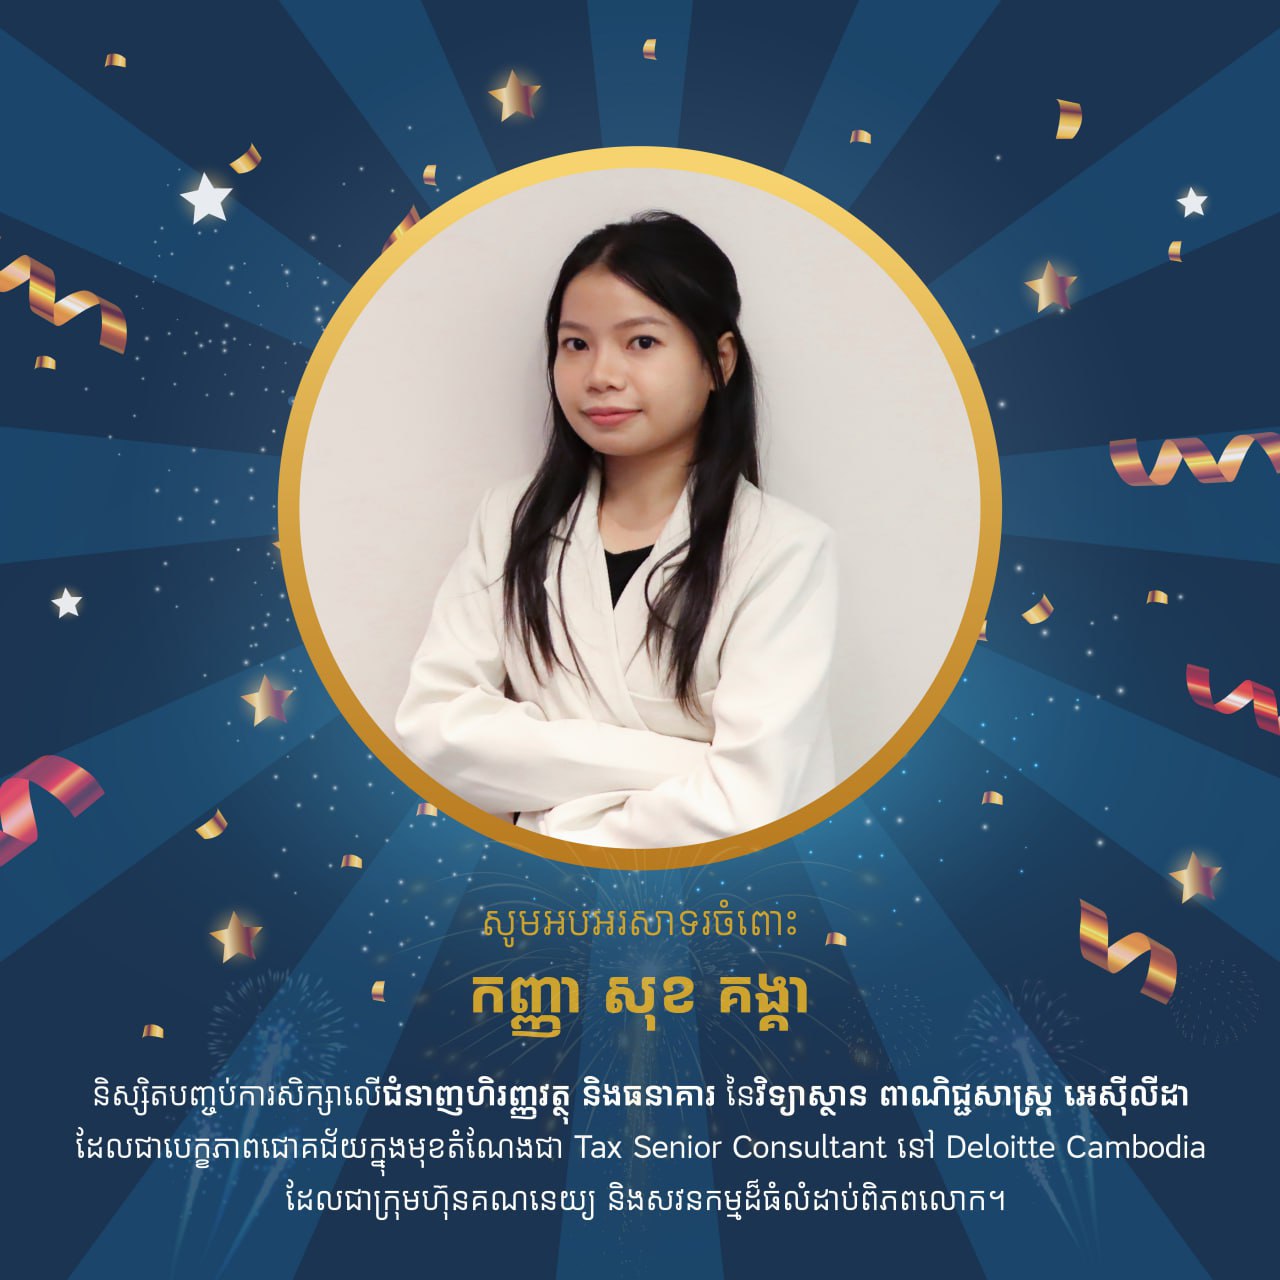 សូមអបអរសាទរចំពោះ
កញ្ញា សុខ គង្គា
និស្សិតបញ្ចប់ការសិក្សាលើជំនាញហិរញ្ញវត្ថុ និងធនាគារ នៃវិទ្យាស្ថាន ពាណិជ្ជសាស្ត្រ អេស៊ីលីដា
ដែលជាបេក្ខភាពជោគជ័យក្នុងមុខតំណែងជា Tax Senior Consultant នៅ Deloitte Cambodia
ដែលជាក្រុមហ៊ុនគណនេយ្យ និងសវនកម្មដ៏ធំលំដាប់ពិភពលោក។